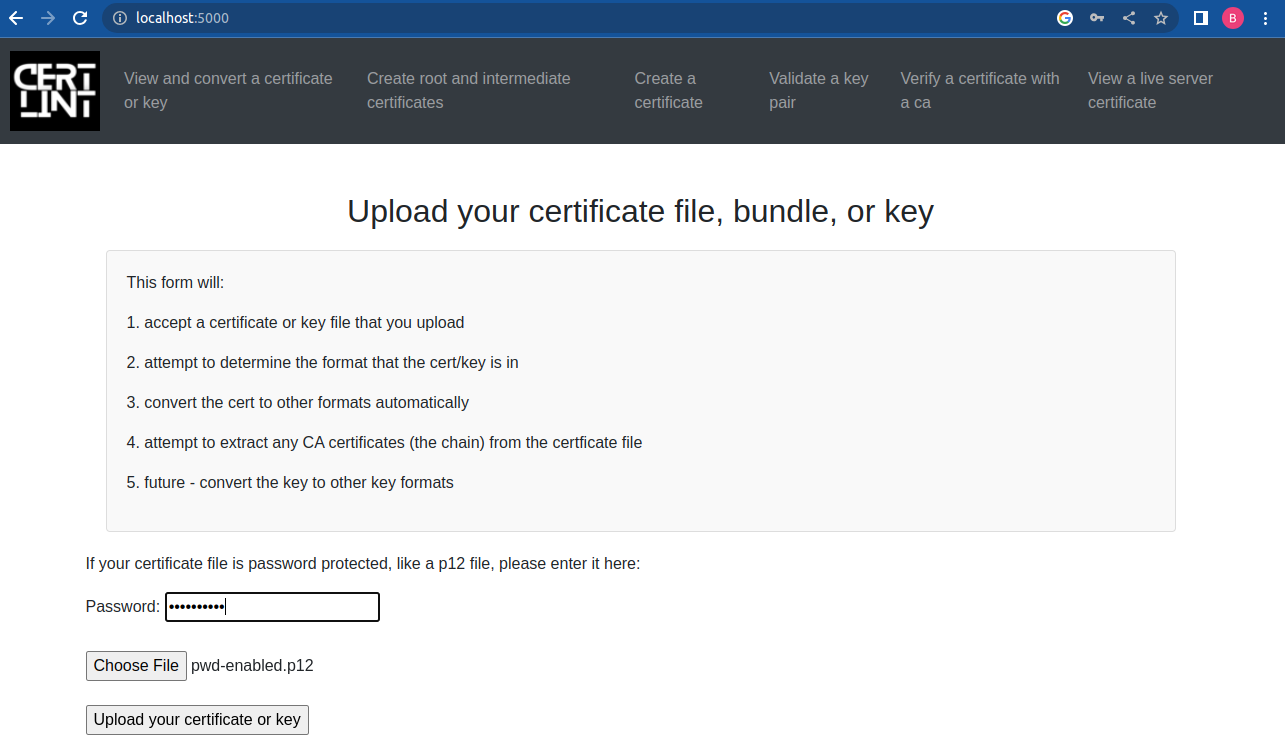 localhost:5000
B
CERT
LINT
View and convert a certificate
or key
Create root and intermediate
certificates
Create a
certificate
Validate a key
pair
Verify a certificate with
a ca
View a live server
certificate
Upload your certificate file, bundle, or key
This form will:
1. accept a certificate or key file that you upload
2. attempt to determine the format that the cert/key is in
3. convert the cert to other formats automatically
4. attempt to extract any CA certificates (the chain) from the certficate file
5. future - convert the key to other key formats
If your certificate file is password protected, like a p12 file, please enter it here:
Password: ••••••••••
Choose File pwd-enabled.p12
Upload your certificate or key